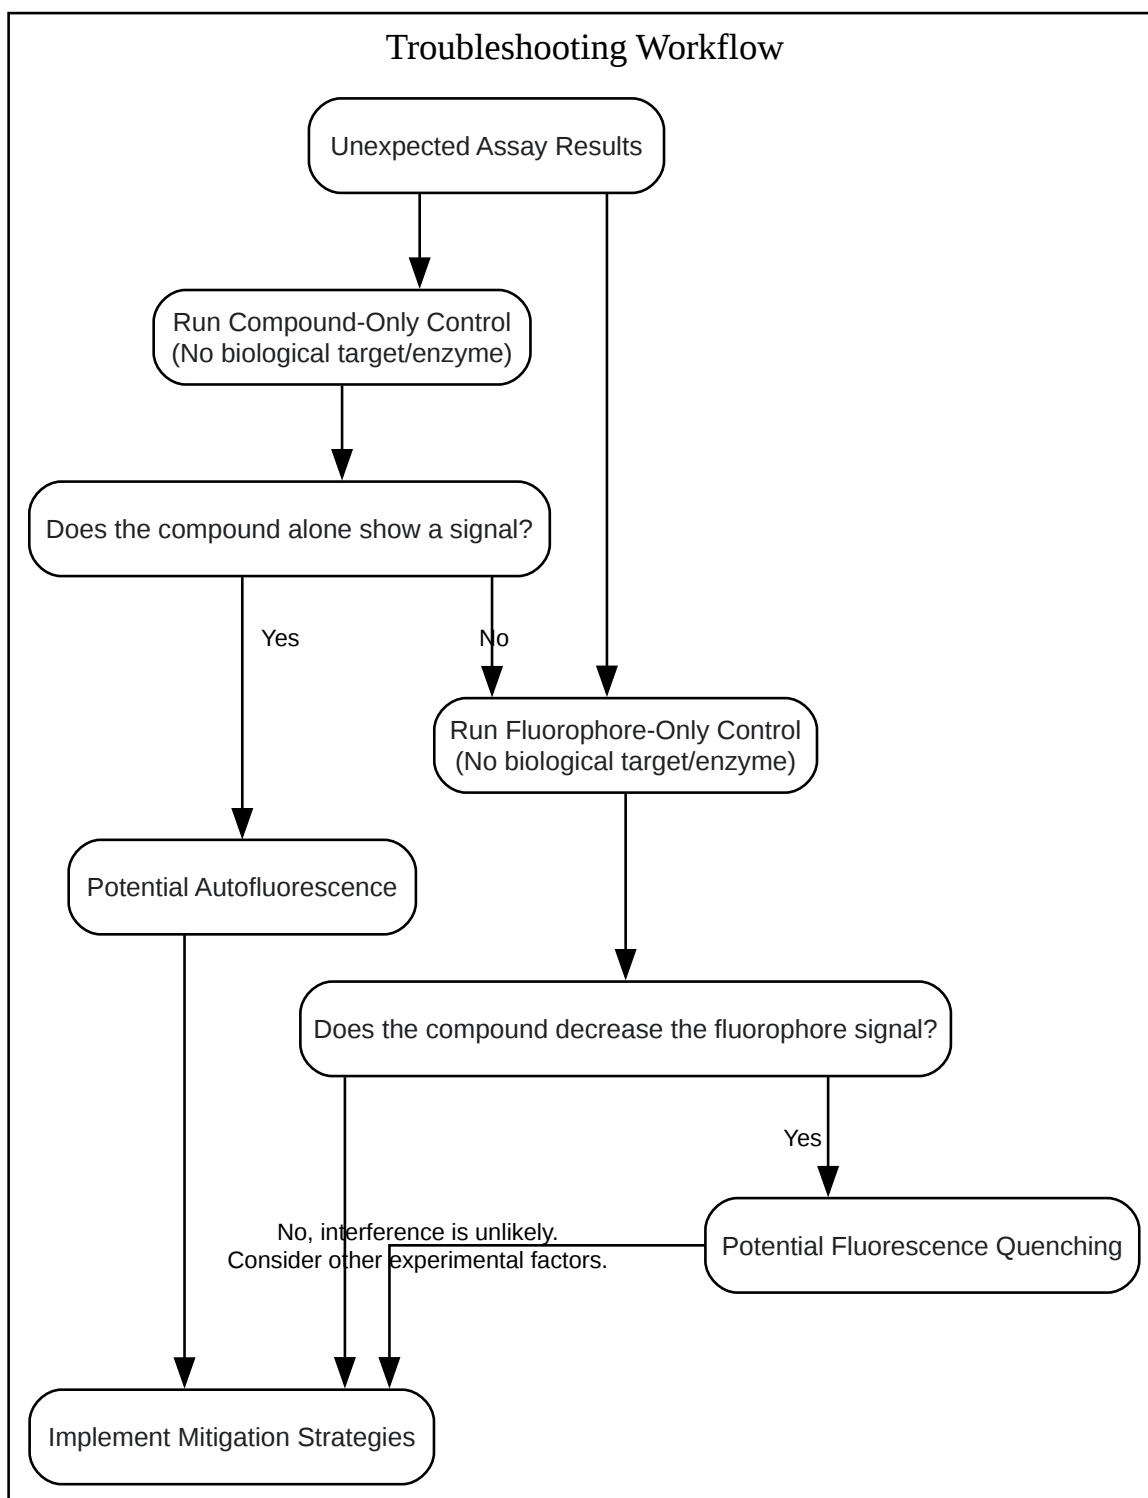 Troubleshooting Workflow
Unexpected Assay Results
Run Compound-Only Control
(No biological target/enzyme)
Does the compound alone show a signal?
Yes
No
Run Fluorophore-Only Control
(No biological target/enzyme)
Potential Autofluorescence
Does the compound decrease the fluorophore signal?
Yes
No, interference is unlikely.
Consider other experimental factors.
Potential Fluorescence Quenching
Implement Mitigation Strategies